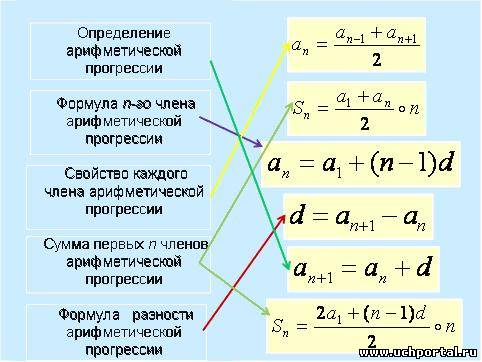 Определение
арифметической
прогрессии
Формула n-го члена
арифметической
прогрессии
Свойство каждого
члена арифметической
прогрессии
Сумма первых n членов
арифметической
прогрессии
Формула разности
арифметической
прогрессии
aₙ = (aₙ₋₁ + aₙ₊₁)/2
Sₙ = (a₁ + aₙ)/2 ∘ n
aₙ = a₁ + (n − 1)d
d = aₙ₊₁ − aₙ
aₙ₊₁ = aₙ + d
Sₙ = (2a₁ + (n − 1)d)/2 ∘ n
www.uchportal.ru